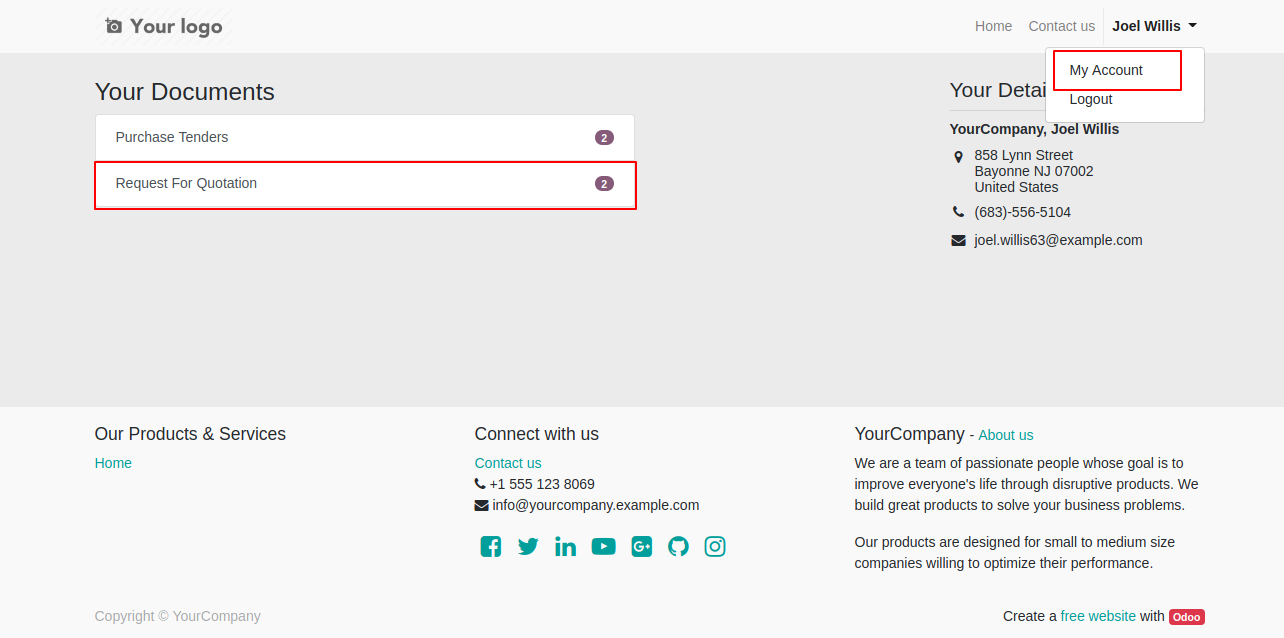 Your logo
Home Contact us Joel Willis
My Account
Logout
Your Documents
Purchase Tenders 2
Request For Quotation 2
Your Detai
YourCompany, Joel Willis
858 Lynn Street
Bayonne NJ 07002
United States
(683)-556-5104
joel.willis63@example.com
Our Products & Services
Home
Connect with us
Contact us
+1 555 123 8069
info@yourcompany.example.com
YourCompany - About us
We are a team of passionate people whose goal is to
improve everyone's life through disruptive products. We
build great products to solve your business problems.
Our products are designed for small to medium size
companies willing to optimize their performance.
Copyright © YourCompany
Create a free website with Odoo